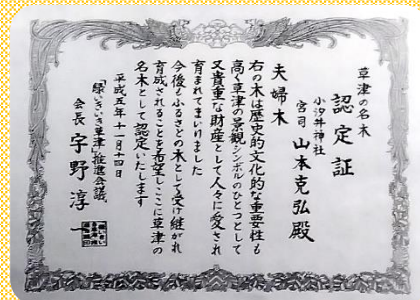 草津の名木
認定証
小汐井神社
宮司 山本克弘殿
夫婦木
右の木は歴史的文化的な重要性も
高く草津の景観シンボルのひとつとして
又貴重な財産として人々に愛され
育まれてまいりました
今後もふるさとの木として受け継がれ
育成されることを希望しここに草津の
名木として認定いたします
平成五年十一月十四日
「緑いきいき草津」推進会議
会長 宇野淳一